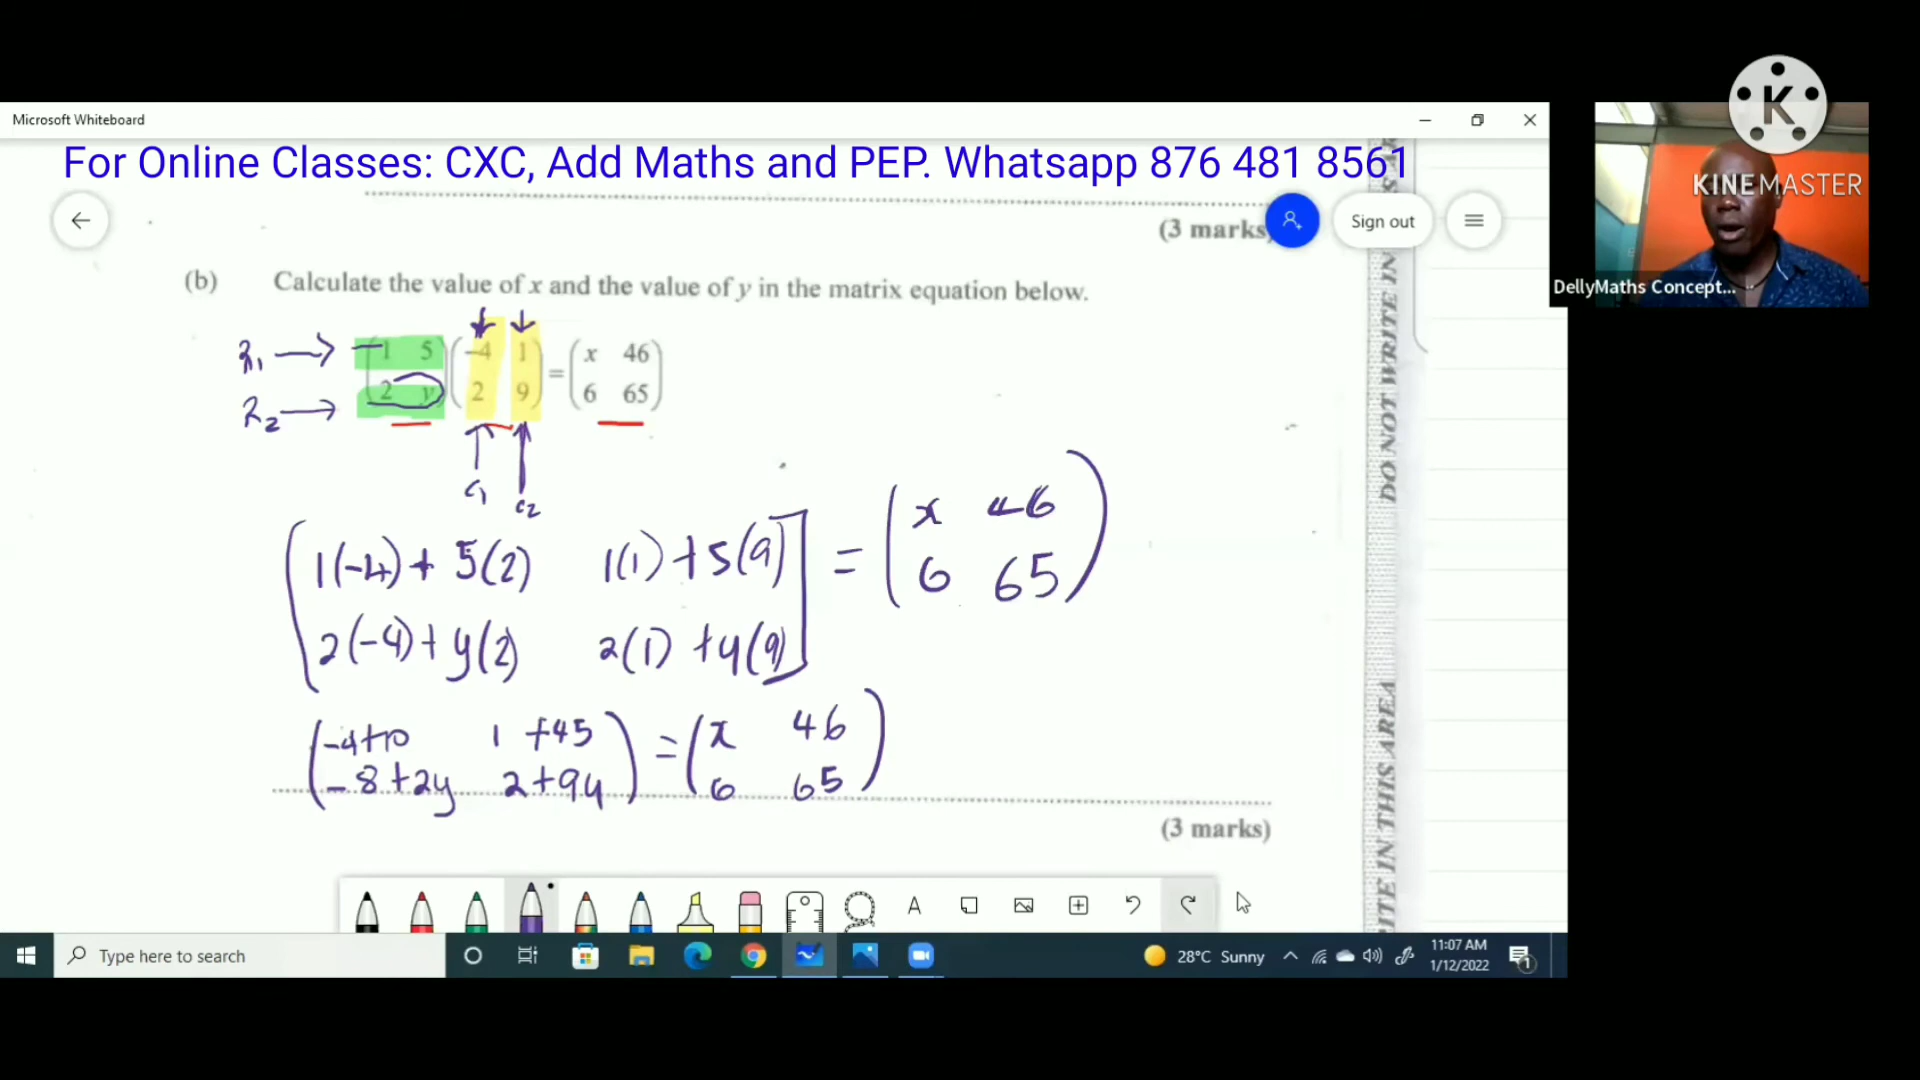 K
KINEMASTER
Microsoft Whiteboard
For Online Classes: CXC, Add Maths and PEP. Whatsapp 876 481 8561
(3 marks
Sign out
DellyMaths Concept...
(b) Calculate the value of x and the value of y in the matrix equation below.
R₁ → (1 5) (-4 1) = (x 46)
R₂ → (2 y) (2 9) (6 65)
C₁ C₂
[1(-4)+5(2) 1(1)+5(9)] = (x 46)
[2(-4)+y(2) 2(1)+y(9)] (6 65)
(-4+10 1+45) = (x 46)
(-8+2y 2+9y) (6 65)
(3 marks)
DO NOT WRITE IN
ITE IN THIS AREA
A
Type here to search
28°C Sunny
11:07 AM
1/12/2022
1